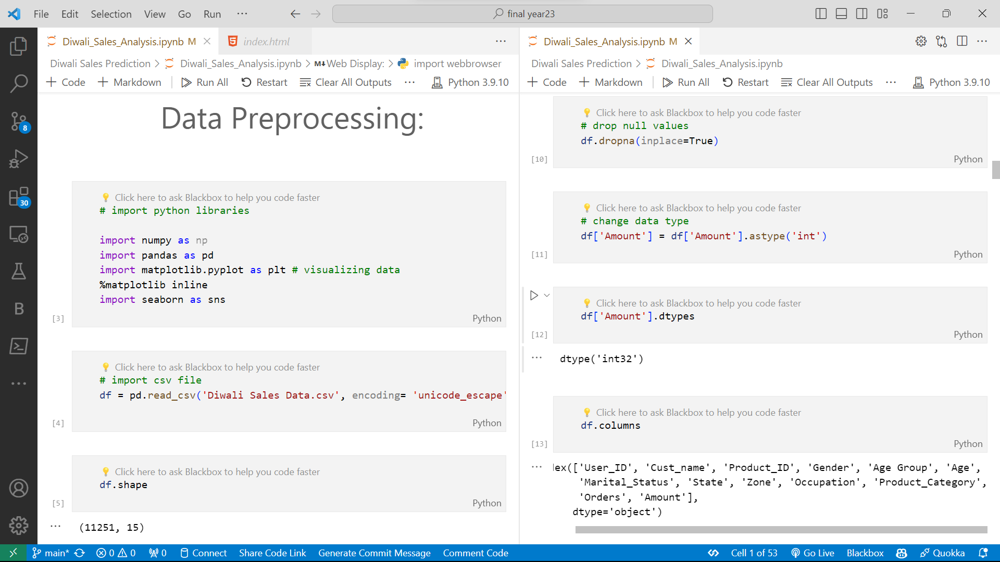 File Edit Selection View Go Run ··· final year23
Diwali_Sales_Analysis.ipynb M index.html ···
Diwali Sales Prediction > Diwali_Sales_Analysis.ipynb > M↓Web Display: > import webbrowser
+ Code + Markdown Run All Restart Clear All Outputs ··· Python 3.9.10
Data Preprocessing:
Click here to ask Blackbox to help you code faster
# import python libraries
import numpy as np
import pandas as pd
import matplotlib.pyplot as plt # visualizing data
%matplotlib inline
import seaborn as sns
[3] Python
Click here to ask Blackbox to help you code faster
# import csv file
df = pd.read_csv('Diwali Sales Data.csv', encoding= 'unicode_escape'
[4] Python
Click here to ask Blackbox to help you code faster
df.shape
[5] Python
··· (11251, 15)
Diwali_Sales_Analysis.ipynb M ···
Diwali Sales Prediction > Diwali_Sales_Analysis.ipynb
+ Code + Markdown Run All Restart Clear All Outputs ··· Python 3.9.10
Click here to ask Blackbox to help you code faster
# drop null values
df.dropna(inplace=True)
[10] Python
Click here to ask Blackbox to help you code faster
# change data type
df['Amount'] = df['Amount'].astype('int')
[11] Python
Click here to ask Blackbox to help you code faster
df['Amount'].dtypes
[12] Python
··· dtype('int32')
Click here to ask Blackbox to help you code faster
df.columns
[13] Python
··· lex(['User_ID', 'Cust_name', 'Product_ID', 'Gender', 'Age Group', 'Age',
'Marital_Status', 'State', 'Zone', 'Occupation', 'Product_Category',
'Orders', 'Amount'],
dtype='object')
8
30
B
main* 0 0 0 Connect Share Code Link Generate Commit Message Comment Code Cell 1 of 53 Go Live Blackbox Quokka